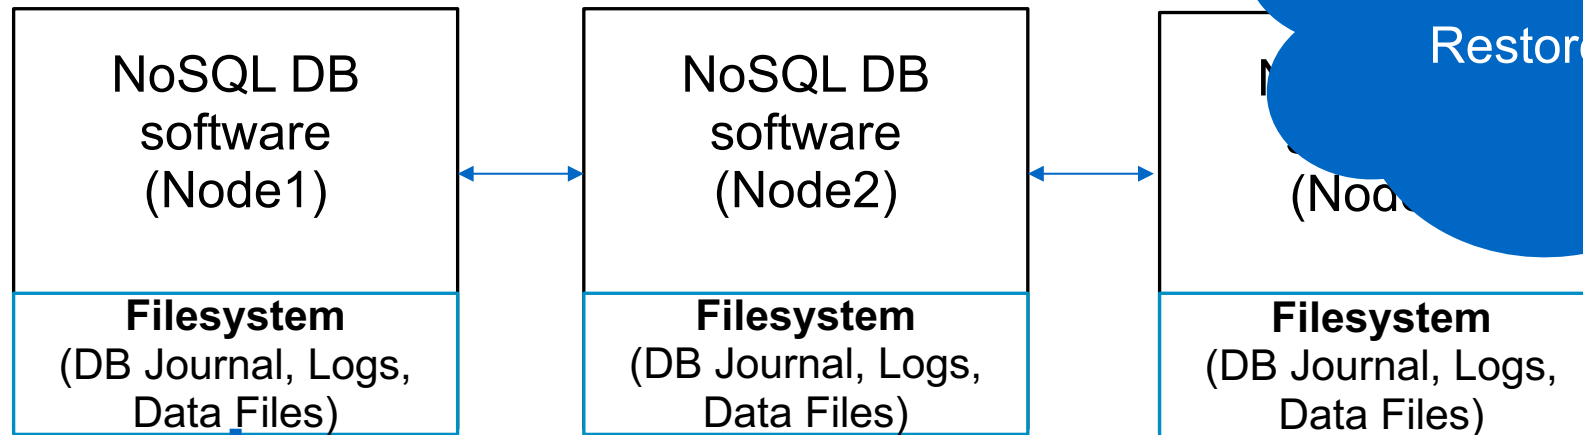 NoSQL DB
software
(Node1)
Filesystem
(DB Journal, Logs,
Data Files)
NoSQL DB
software
(Node2)
Filesystem
(DB Journal, Logs,
Data Files)
Filesystem
(DB Journal, Logs,
Data Files)